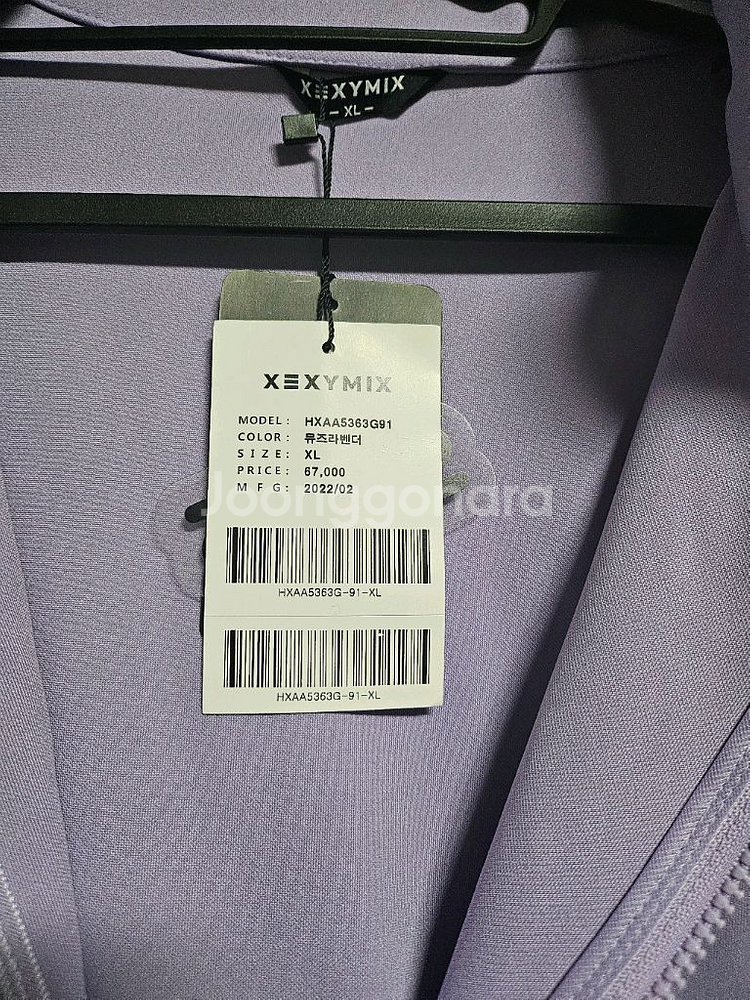 XEXYMIX
- XL -
XEXYMIX
MODEL : HXAA5363G91
COLOR :뮤즈라벤더
SIZE : XL
PRICE : 67,000
MFG : 2022/02
Joonggonara
HXAA5363G-91-XL
HXAA5363G-91-XL